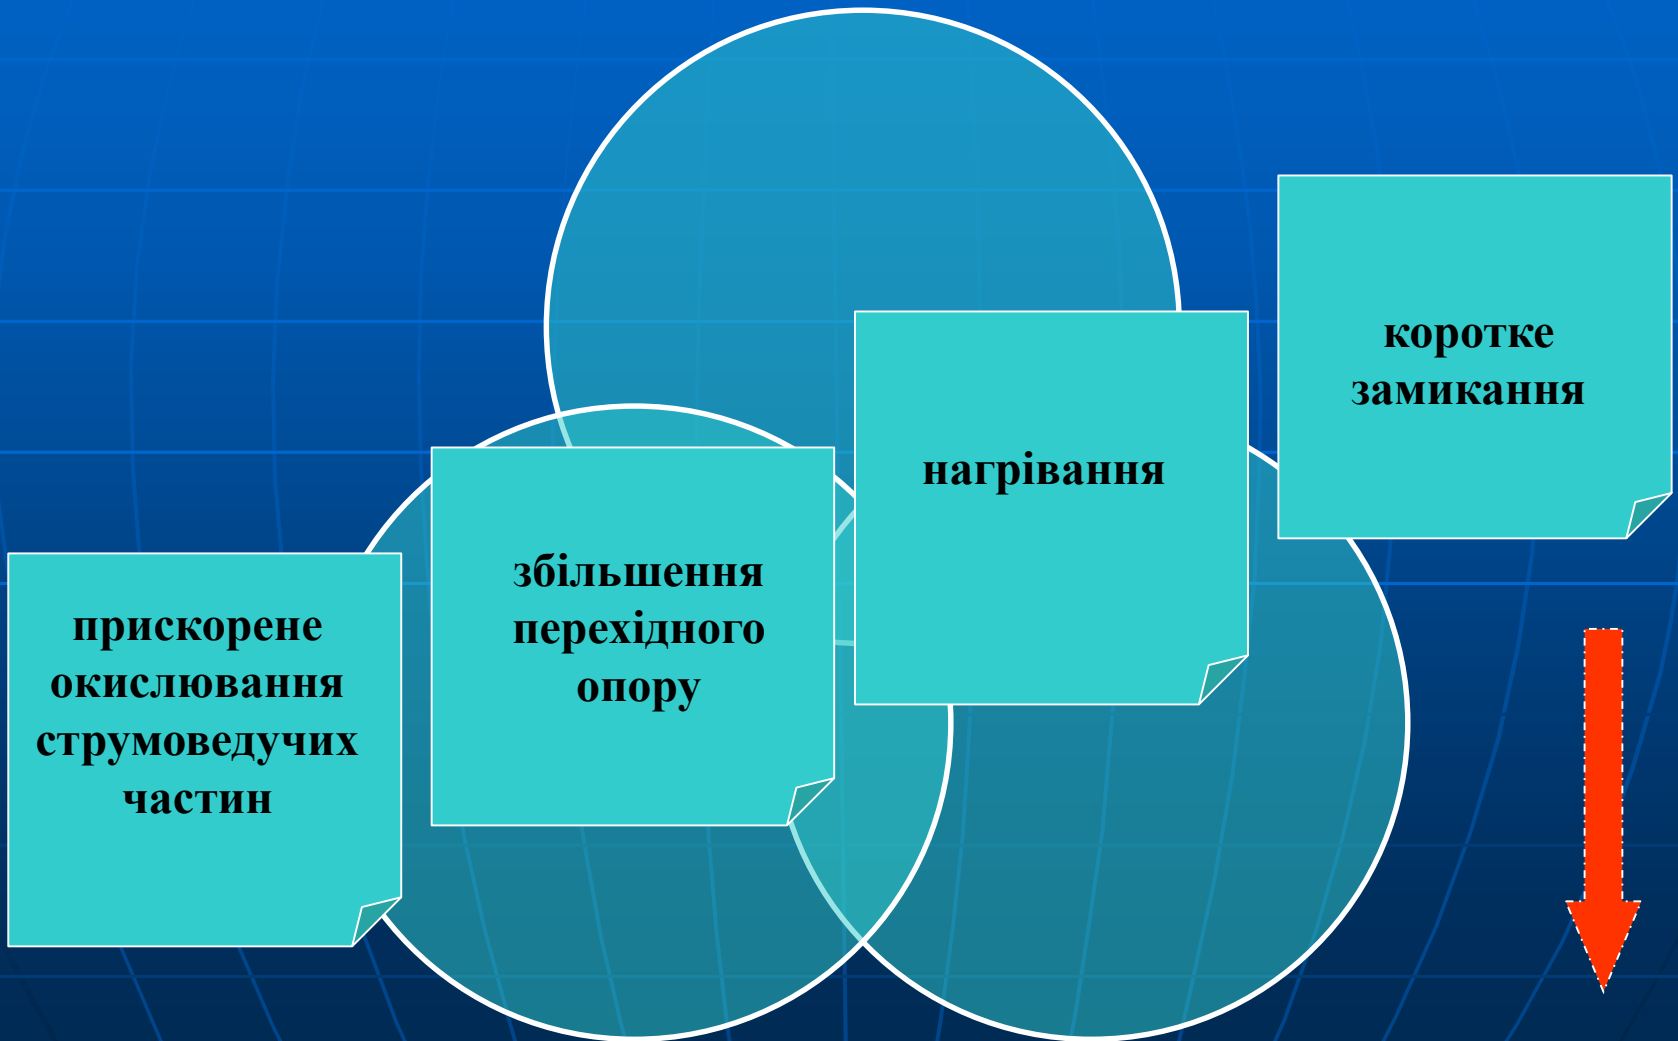 прискорене
окислювання
струмоведучих
частин
збільшення
перехідного
опору
нагрівання
коротке
замикання